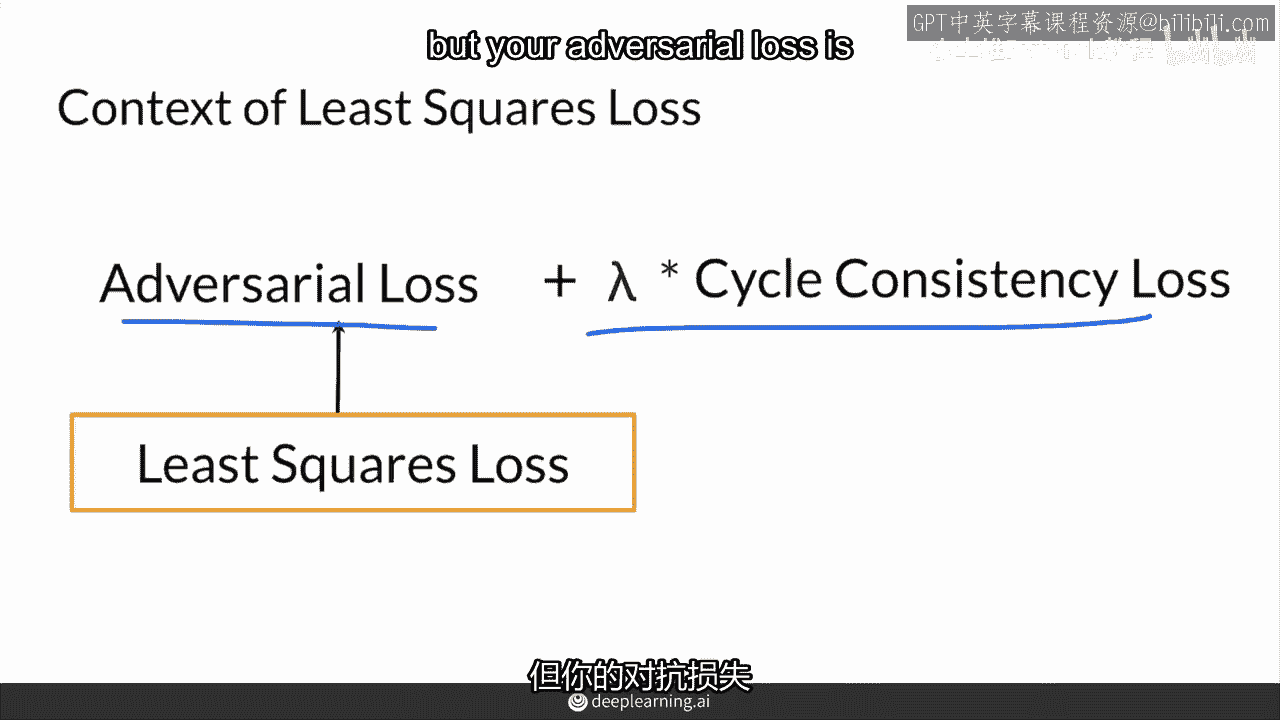 GPT中英字幕课程资源@bilibili.com
but your adversarial loss is
Context of Least Squares Loss
Adversarial Loss + λ * Cycle Consistency Loss
Least Squares Loss
但你的对抗损失
deeplearning.ai